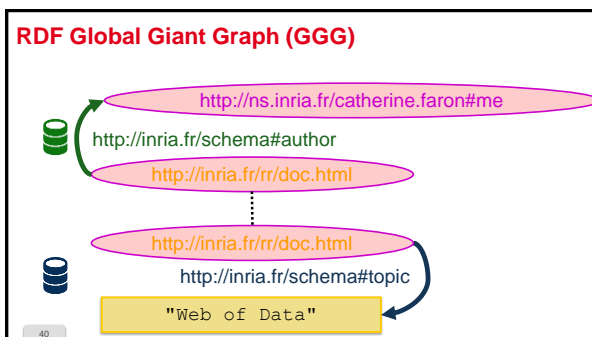 RDF Global Giant Graph (GGG)
http://ns.inria.fr/catherine.faron#me
http://inria.fr/schema#author
http://inria.fr/rr/doc.html
http://inria.fr/rr/doc.html
http://inria.fr/schema#topic
"Web of Data"
40